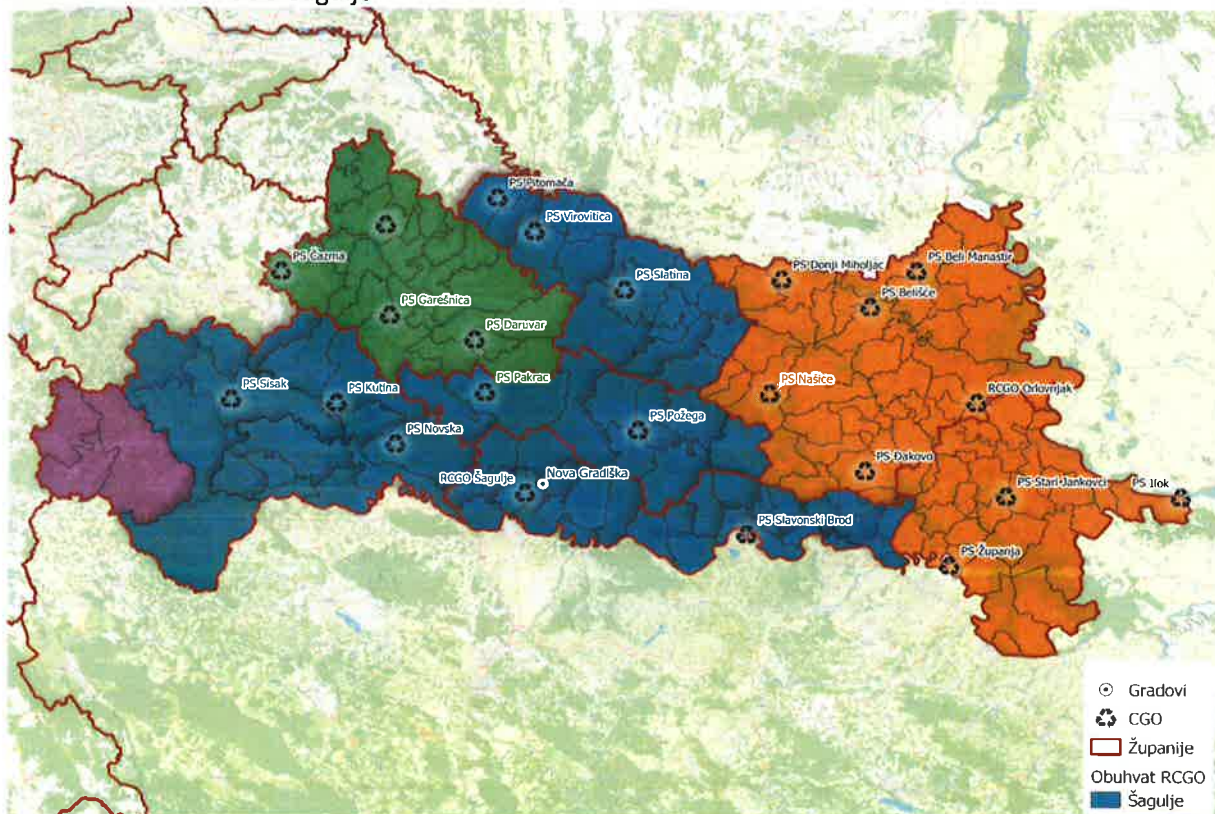 PS Pitomača
PS Virovitica
PS Čazma
PS Slatina
PS Donji Miholjac
PS Beli Manastir
PS Belišće
PS Garešnica
PS Daruvar
PS Pakrac
PS Sisak
PS Kutina
PS Našice
RCGO Orlovnjak
PS Požega
PS Novska
PS Đakovo
RCGO Šagulje
Nova Gradiška
PS Stari Jankovci
PS Ilok
PS Slavonski Brod
PS Županja
Gradovi
CGO
Županije
Obuhvat RCGO
Šagulje